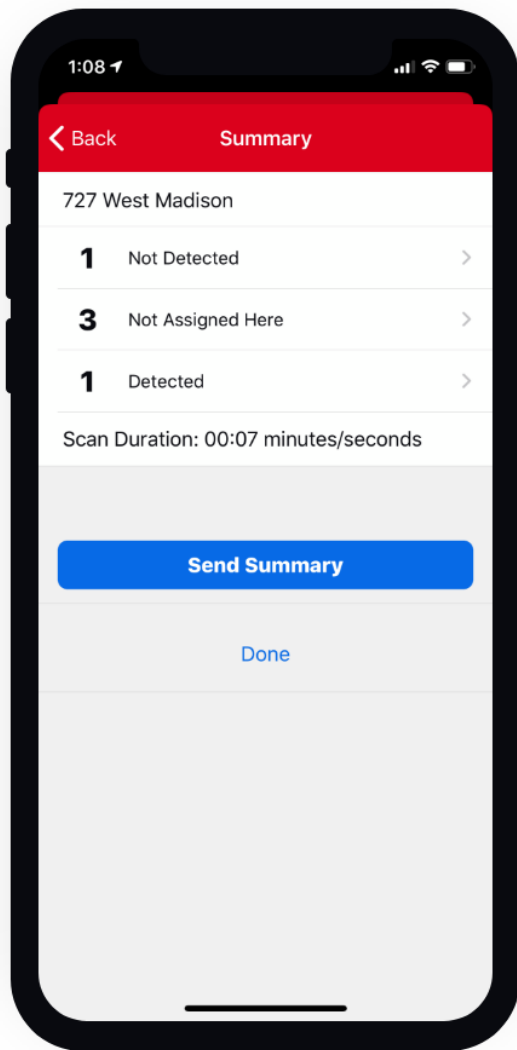 1:08
Back
Summary
727 West Madison
1 Not Detected
3 Not Assigned Here
1 Detected
Scan Duration: 00:07 minutes/seconds
Send Summary
Done